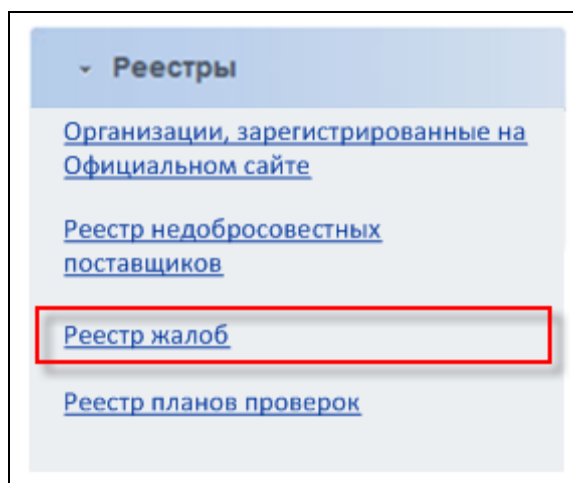 Реестры
Организации, зарегистрированные на
Официальном сайте
Реестр недобросовестных
поставщиков
Реестр жалоб
Реестр планов проверок